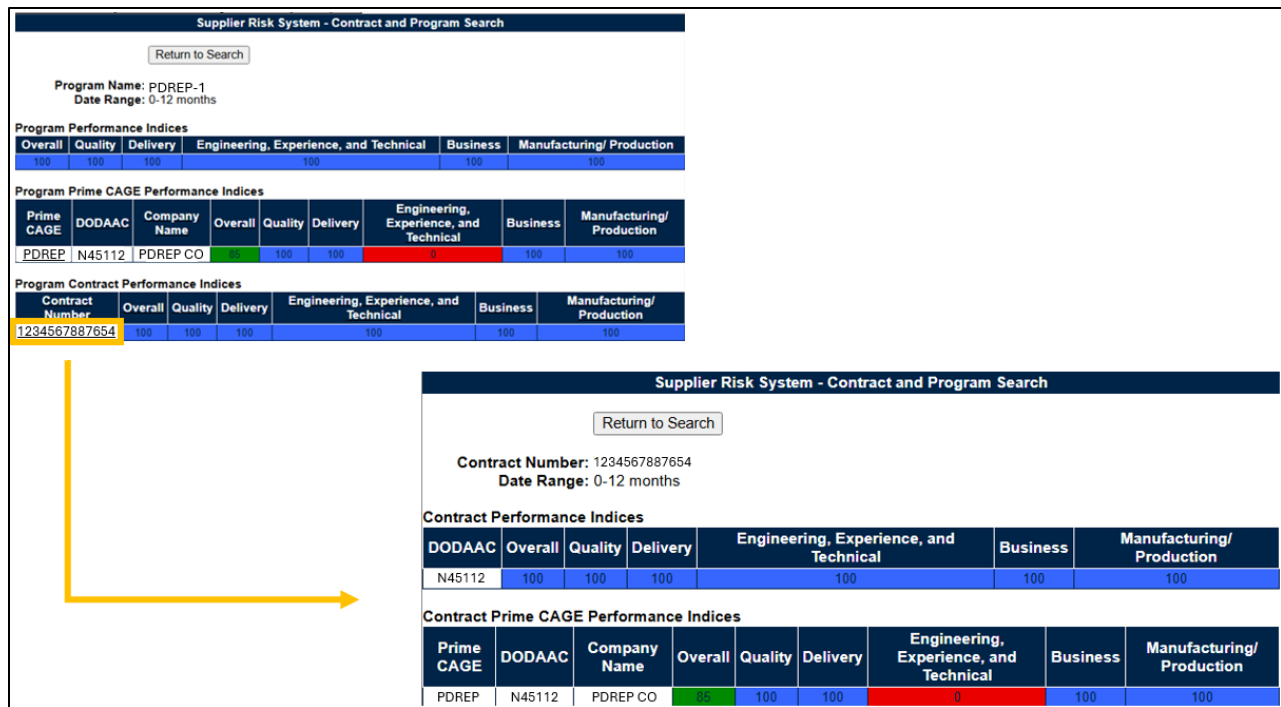 Supplier Risk System - Contract and Program Search
Return to Search
Program Name: PDREP-1
Date Range: 0-12 months
Program Performance Indices
Overall Quality Delivery Engineering, Experience, and Technical Business Manufacturing/ Production
100 100 100 100 100 100
Program Prime CAGE Performance Indices
Prime CAGE DODAAC Company Name Overall Quality Delivery Engineering, Experience, and Technical Business Manufacturing/ Production
PDREP N45112 PDREP CO 85 100 100 0 100 100
Program Contract Performance Indices
Contract Number Overall Quality Delivery Engineering, Experience, and Technical Business Manufacturing/ Production
1234567887654 100 100 100 100 100 100
Supplier Risk System - Contract and Program Search
Return to Search
Contract Number: 1234567887654
Date Range: 0-12 months
Contract Performance Indices
DODAAC Overall Quality Delivery Engineering, Experience, and Technical Business Manufacturing/ Production
N45112 100 100 100 100 100 100
Contract Prime CAGE Performance Indices
Prime CAGE DODAAC Company Name Overall Quality Delivery Engineering, Experience, and Technical Business Manufacturing/ Production
PDREP N45112 PDREP CO 85 100 100 0 100 100